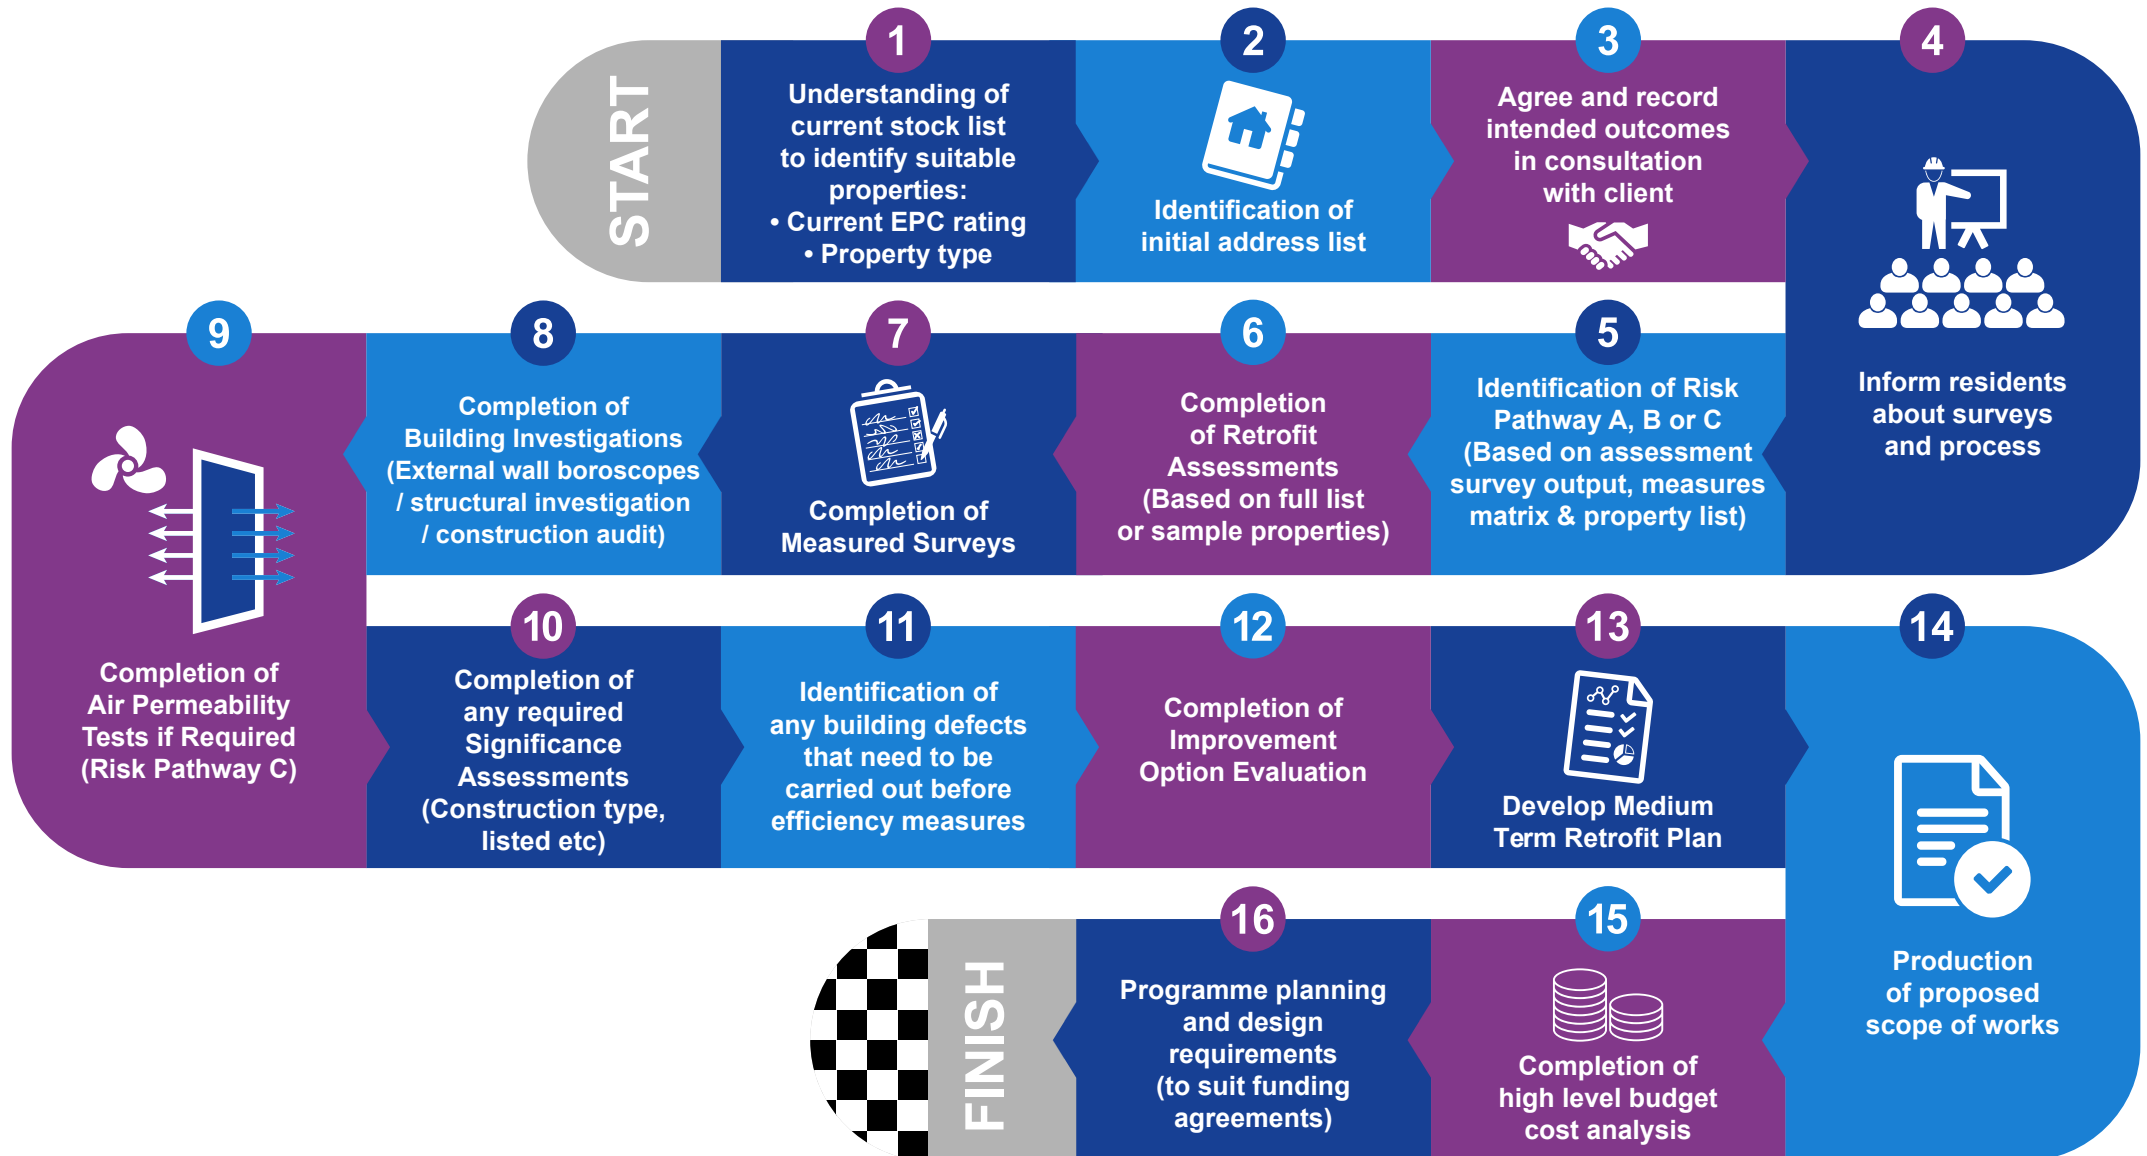 START
1
Understanding of
current stock list
to identify suitable
properties:
• Current EPC rating
• Property type
2
Identification of
initial address list
3
Agree and record
intended outcomes
in consultation
with client
4
Inform residents
about surveys
and process
5
Identification of Risk
Pathway A, B or C
(Based on assessment
survey output, measures
matrix & property list)
6
Completion
of Retrofit
Assessments
(Based on full list
or sample properties)
7
Completion of
Measured Surveys
8
Completion of
Building Investigations
(External wall boroscopes
/ structural investigation
/ construction audit)
9
Completion of
Air Permeability
Tests if Required
(Risk Pathway C)
10
Completion of
any required
Significance
Assessments
(Construction type,
listed etc)
11
Identification of
any building defects
that need to be
carried out before
efficiency measures
12
Completion of
Improvement
Option Evaluation
13
Develop Medium
Term Retrofit Plan
14
Production
of proposed
scope of works
15
Completion of
high level budget
cost analysis
16
Programme planning
and design
requirements
(to suit funding
agreements)
FINISH